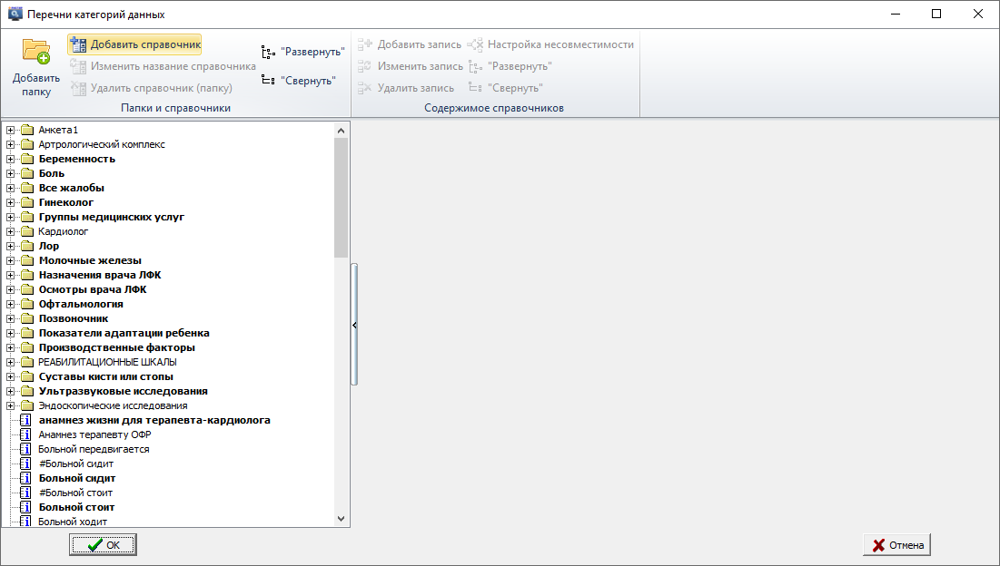 Перечни категорий данных
Добавить папку
Добавить справочник
Изменить название справочника
Удалить справочник (папку)
"Развернуть"
"Свернуть"
Папки и справочники
Добавить запись
Изменить запись
Удалить запись
Настройка несовместимости
"Развернуть"
"Свернуть"
Содержимое справочников
Анкета1
Артрологический комплекс
Беременность
Боль
Все жалобы
Гинеколог
Группы медицинских услуг
Кардиолог
Лор
Молочные железы
Назначения врача ЛФК
Осмотры врача ЛФК
Офтальмология
Позвоночник
Показатели адаптации ребенка
Производственные факторы
РЕАБИЛИТАЦИОННЫЕ ШКАЛЫ
Суставы кисти или стопы
Ультразвуковые исследования
Эндоскопические исследования
анамнез жизни для терапевта-кардиолога
Анамнез терапевту ОФР
Больной передвигается
#Больной сидит
Больной сидит
#Больной стоит
Больной стоит
Больной ходит
OK
Отмена